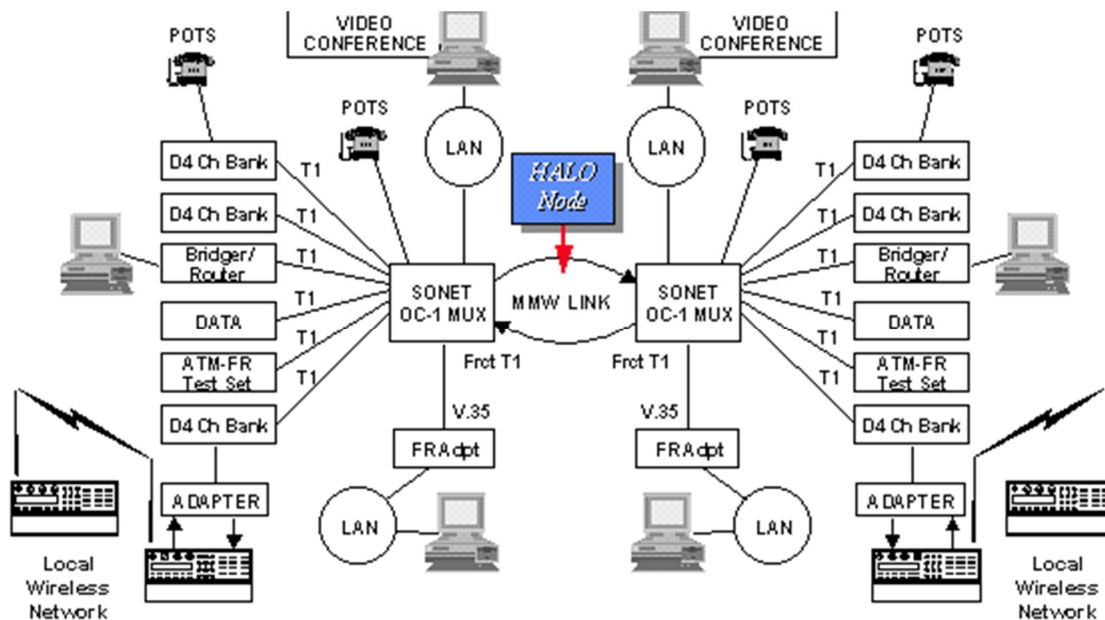 VIDEO
CONFERENCE
VIDEO
CONFERENCE
POTS
POTS
POTS
POTS
LAN
LAN
HALO
Node
D4 Ch Bank
T1
T1
D4 Ch Bank
D4 Ch Bank
T1
T1
D4 Ch Bank
Bridger/
Router
T1
T1
Bridger/
Router
SONET
OC-1 MUX
MMW LINK
SONET
OC-1 MUX
DATA
T1
T1
DATA
ATM-FR
Test Set
T1
Frct T1
Frct T1
T1
ATM-FR
Test Set
D4 Ch Bank
V.35
V.35
D4 Ch Bank
FRAdpt
FRAdpt
ADAPTER
LAN
LAN
ADAPTER
Local
Wireless
Network
Local
Wireless
Network